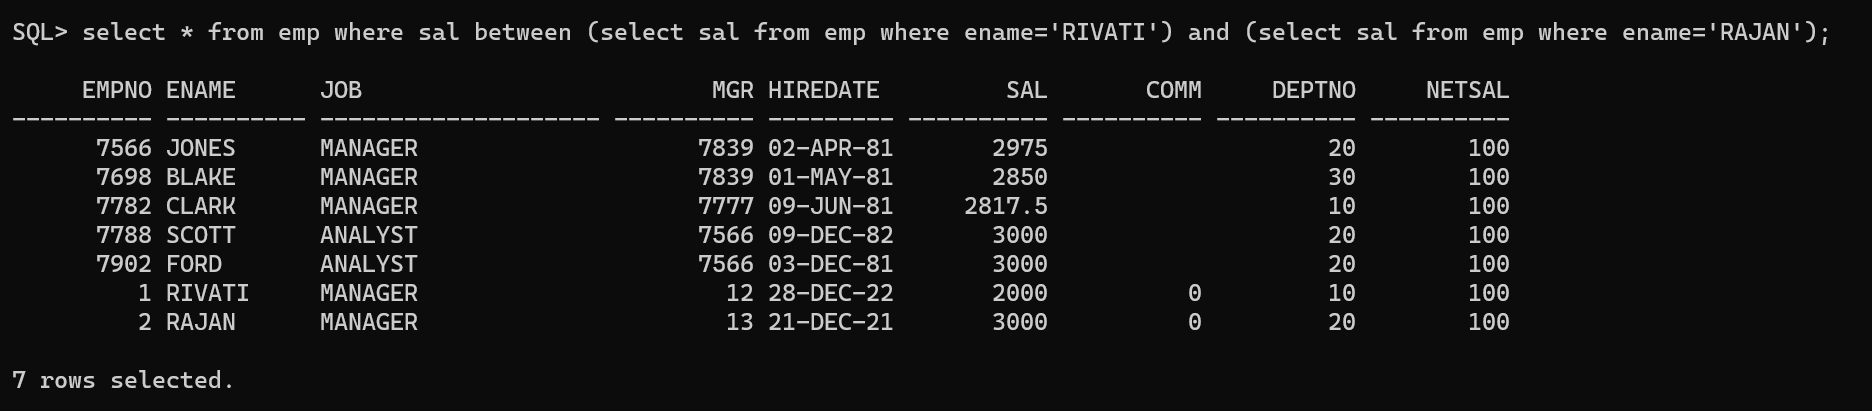 SQL> select * from emp where sal between (select sal from emp where ename='RIVATI') and (select sal from emp where ename='RAJAN');
     EMPNO ENAME      JOB                         MGR HIREDATE         SAL       COMM     DEPTNO     NETSAL
---------- ---------- -------------------- ---------- --------- ---------- ---------- ---------- ----------
      7566 JONES      MANAGER                    7839 02-APR-81       2975                    20        100
      7698 BLAKE      MANAGER                    7839 01-MAY-81       2850                    30        100
      7782 CLARK      MANAGER                    7777 09-JUN-81     2817.5                    10        100
      7788 SCOTT      ANALYST                    7566 09-DEC-82       3000                    20        100
      7902 FORD       ANALYST                    7566 03-DEC-81       3000                    20        100
         1 RIVATI     MANAGER                      12 28-DEC-22       2000          0         10        100
         2 RAJAN      MANAGER                      13 21-DEC-21       3000          0         20        100
7 rows selected.